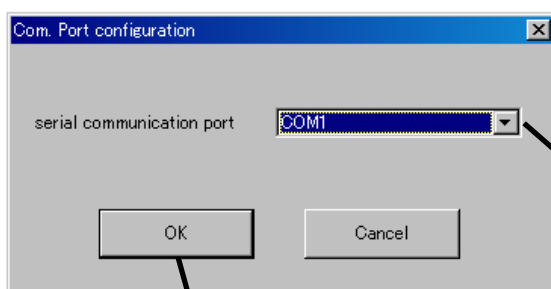 Com. Port configuration
serial communication port COM1
OK Cancel